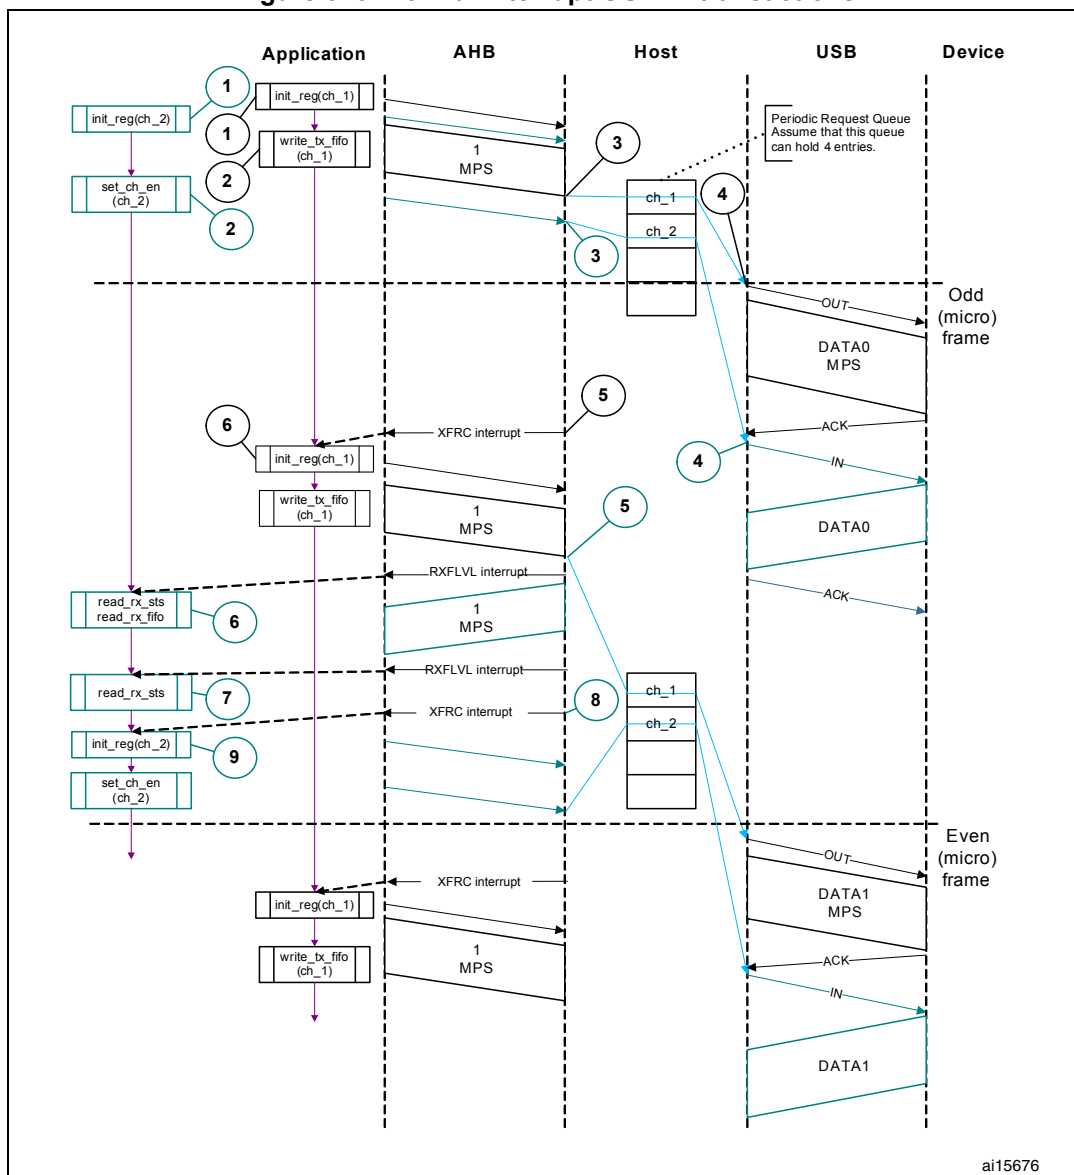 Application
AHB
Host
USB
Device
1
init_reg(ch_1)
init_reg(ch_2)
1
Periodic Request Queue
Assume that this queue
can hold 4 entries.
write_tx_fifo
(ch_1)
1
MPS
3
2
set_ch_en
(ch_2)
4
ch_1
2
ch_2
3
Odd
(micro)
frame
OUT
DATA0
MPS
5
6
XFRC interrupt
ACK
init_reg(ch_1)
4
IN
write_tx_fifo
(ch_1)
1
MPS
5
DATA0
RXFLVL interrupt
read_rx_sts
read_rx_fifo
6
1
MPS
ACK
RXFLVL interrupt
read_rx_sts
7
ch_1
XFRC interrupt
8
ch_2
init_reg(ch_2)
9
set_ch_en
(ch_2)
Even
(micro)
frame
OUT
XFRC interrupt
DATA1
MPS
init_reg(ch_1)
write_tx_fifo
(ch_1)
1
MPS
ACK
IN
DATA1
ai15676